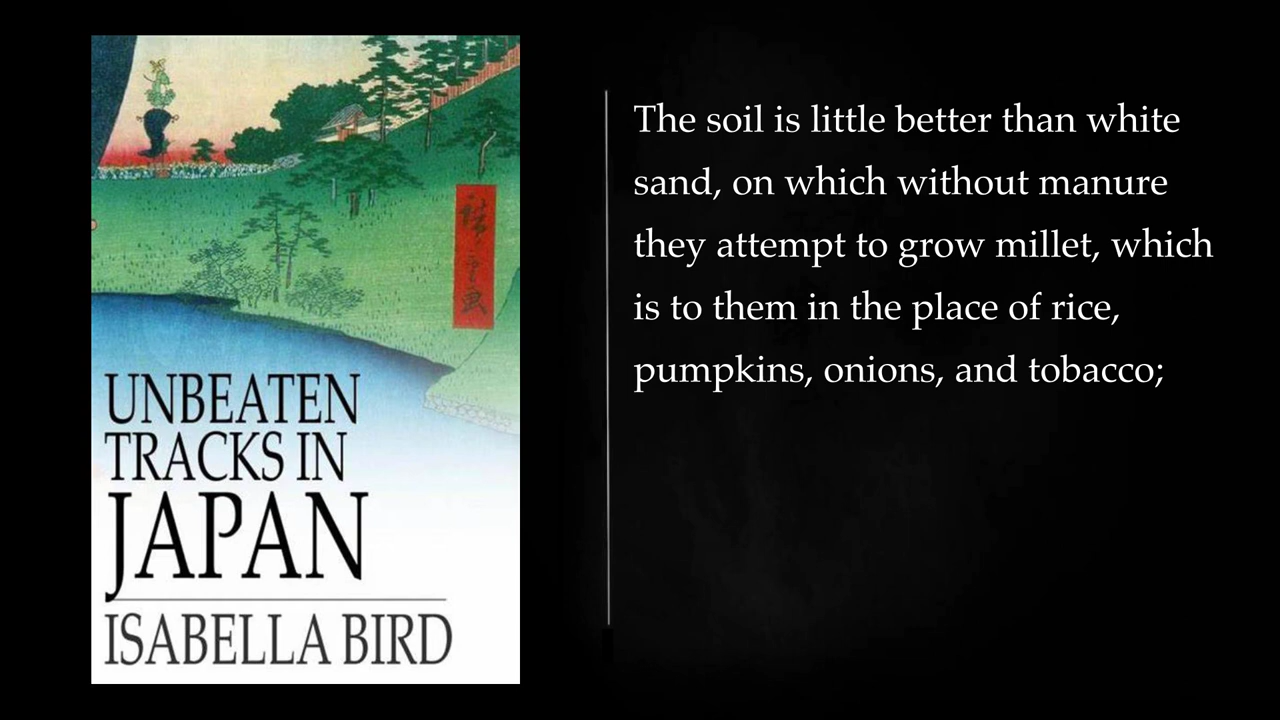 UNBEATEN
TRACKS IN
JAPAN
ISABELLA BIRD
The soil is little better than white
sand, on which without manure
they attempt to grow millet, which
is to them in the place of rice,
pumpkins, onions, and tobacco;